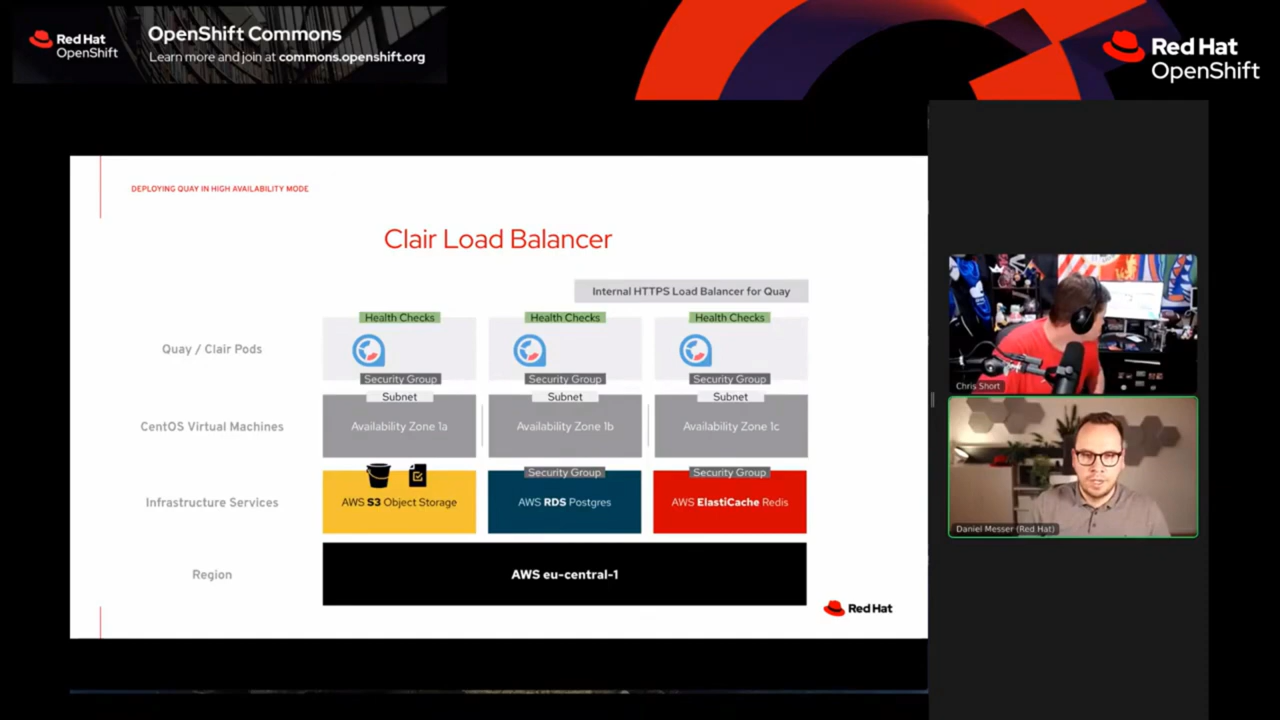 Red Hat
OpenShift
OpenShift Commons
Learn more and join at commons.openshift.org
Red Hat
OpenShift
DEPLOYING QUAY IN HIGH AVAILABILITY MODE
Clair Load Balancer
Internal HTTPS Load Balancer for Quay
Health Checks Health Checks Health Checks
Quay / Clair Pods
Security Group Security Group Security Group
Subnet Subnet Subnet
CentOS Virtual Machines Availability Zone 1a Availability Zone 1b Availability Zone 1c
Security Group Security Group
Infrastructure Services AWS S3 Object Storage AWS RDS Postgres AWS ElastiCache Redis
Region AWS eu-central-1
Red Hat
Chris Short
Daniel Messer (Red Hat)